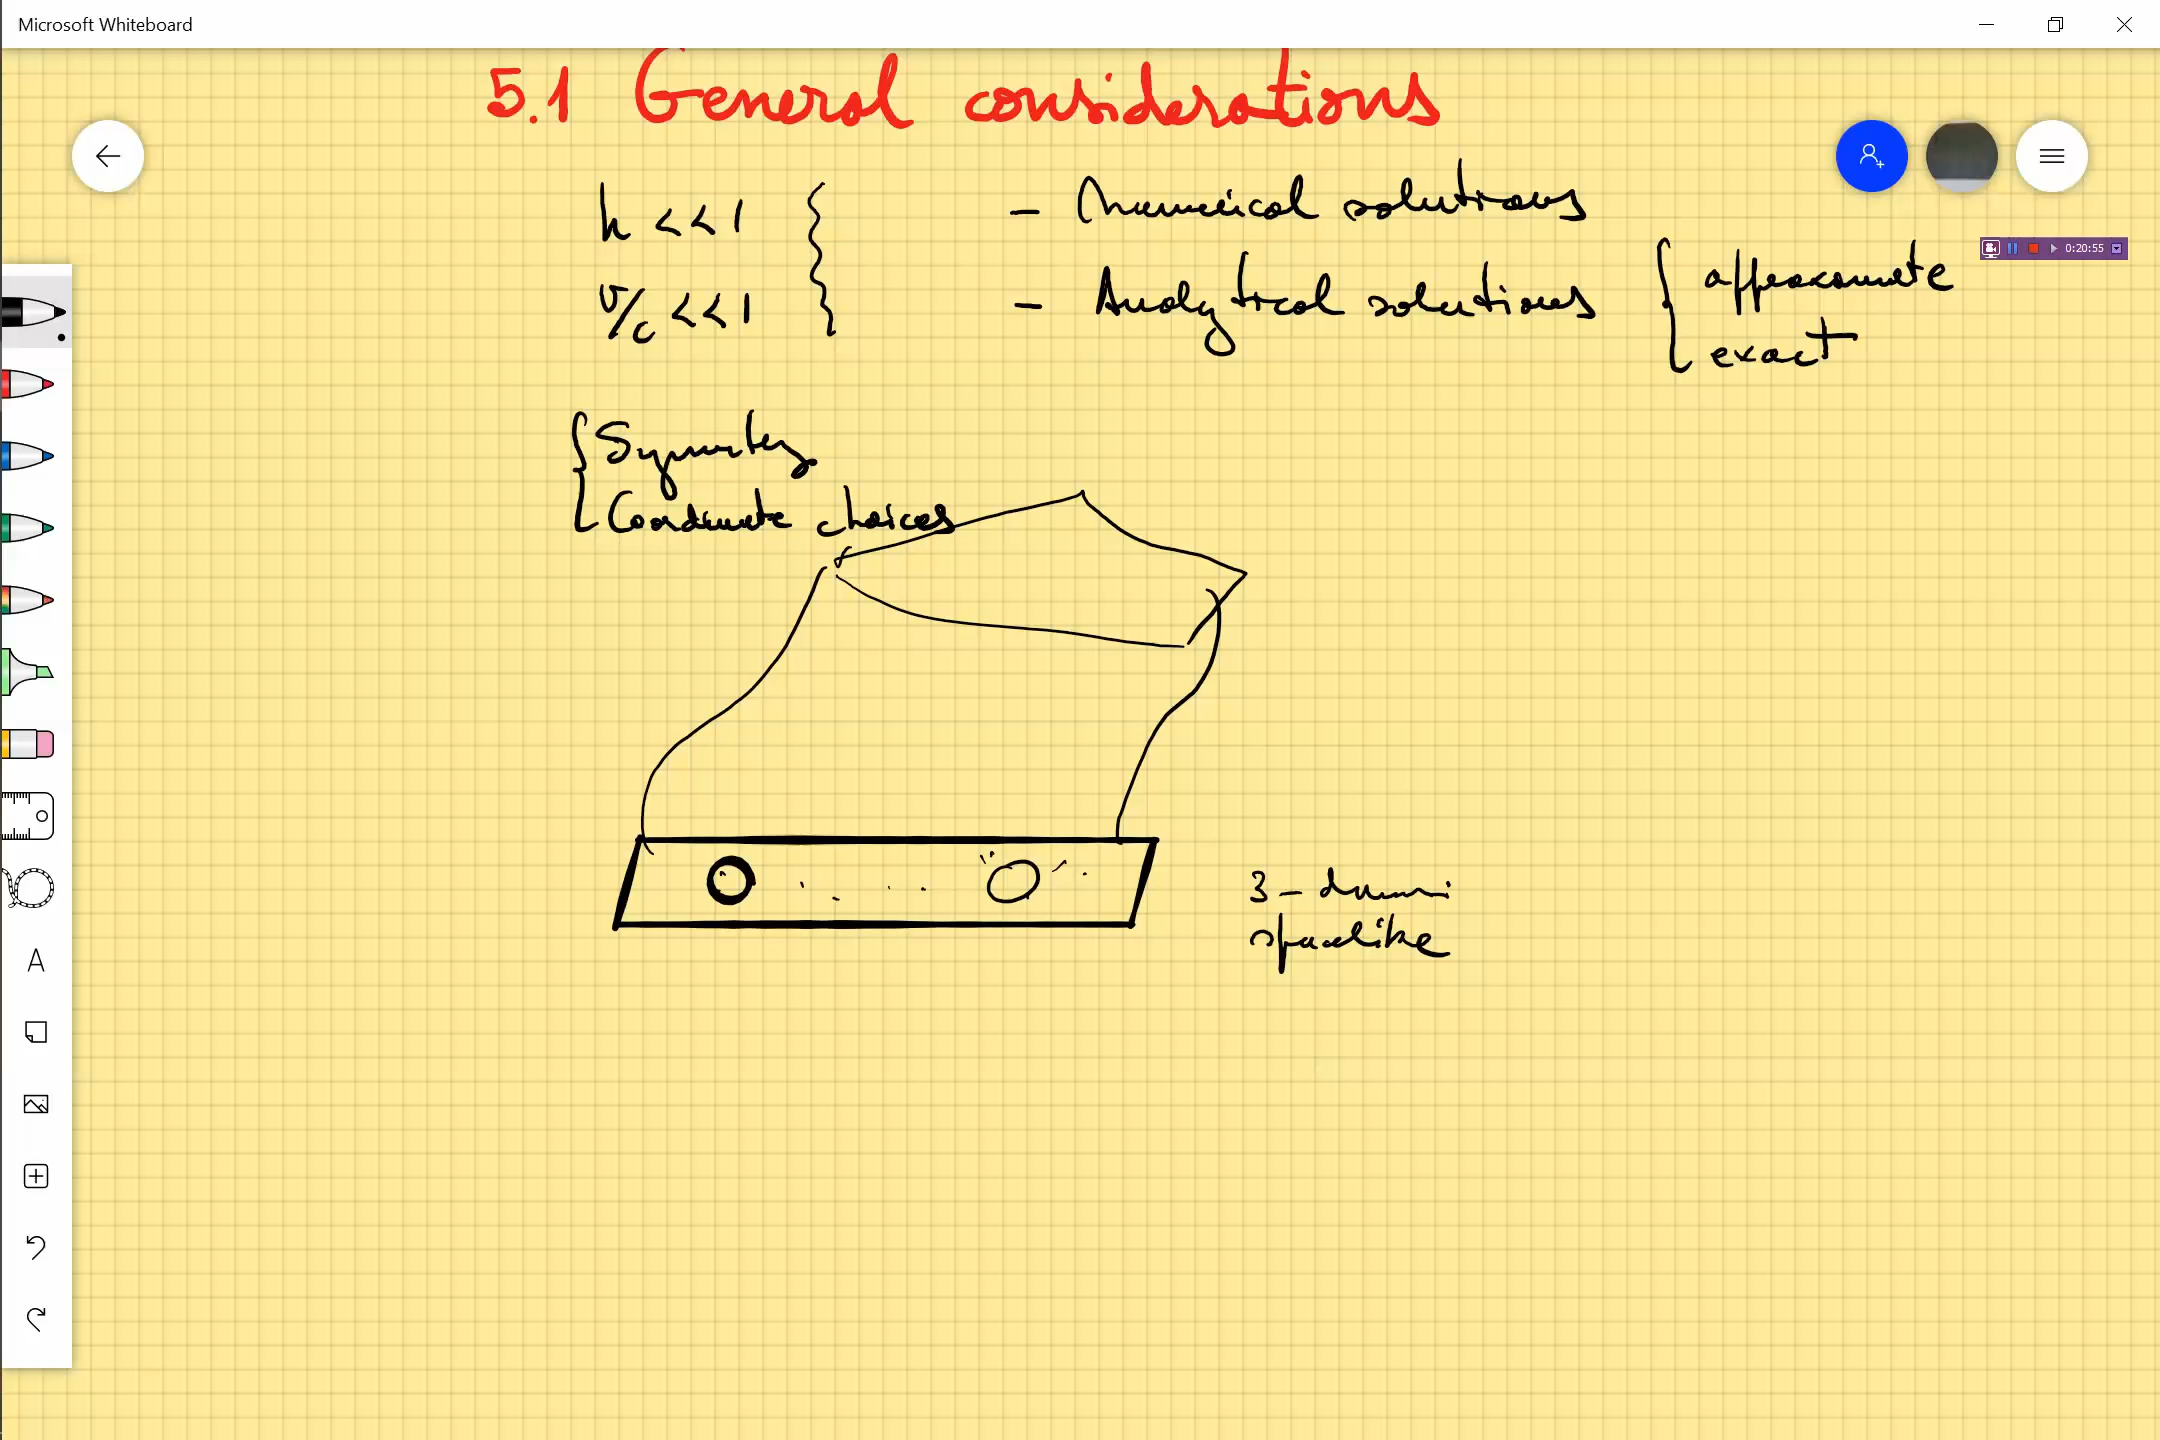 Microsoft Whiteboard
5.1 General considerations
h << 1
v/c << 1
- Numerical solutions
- Analytical solutions { approximate
exact
0:20:55
{ Symmetry
Coordinate choices
3-dim
spacelike